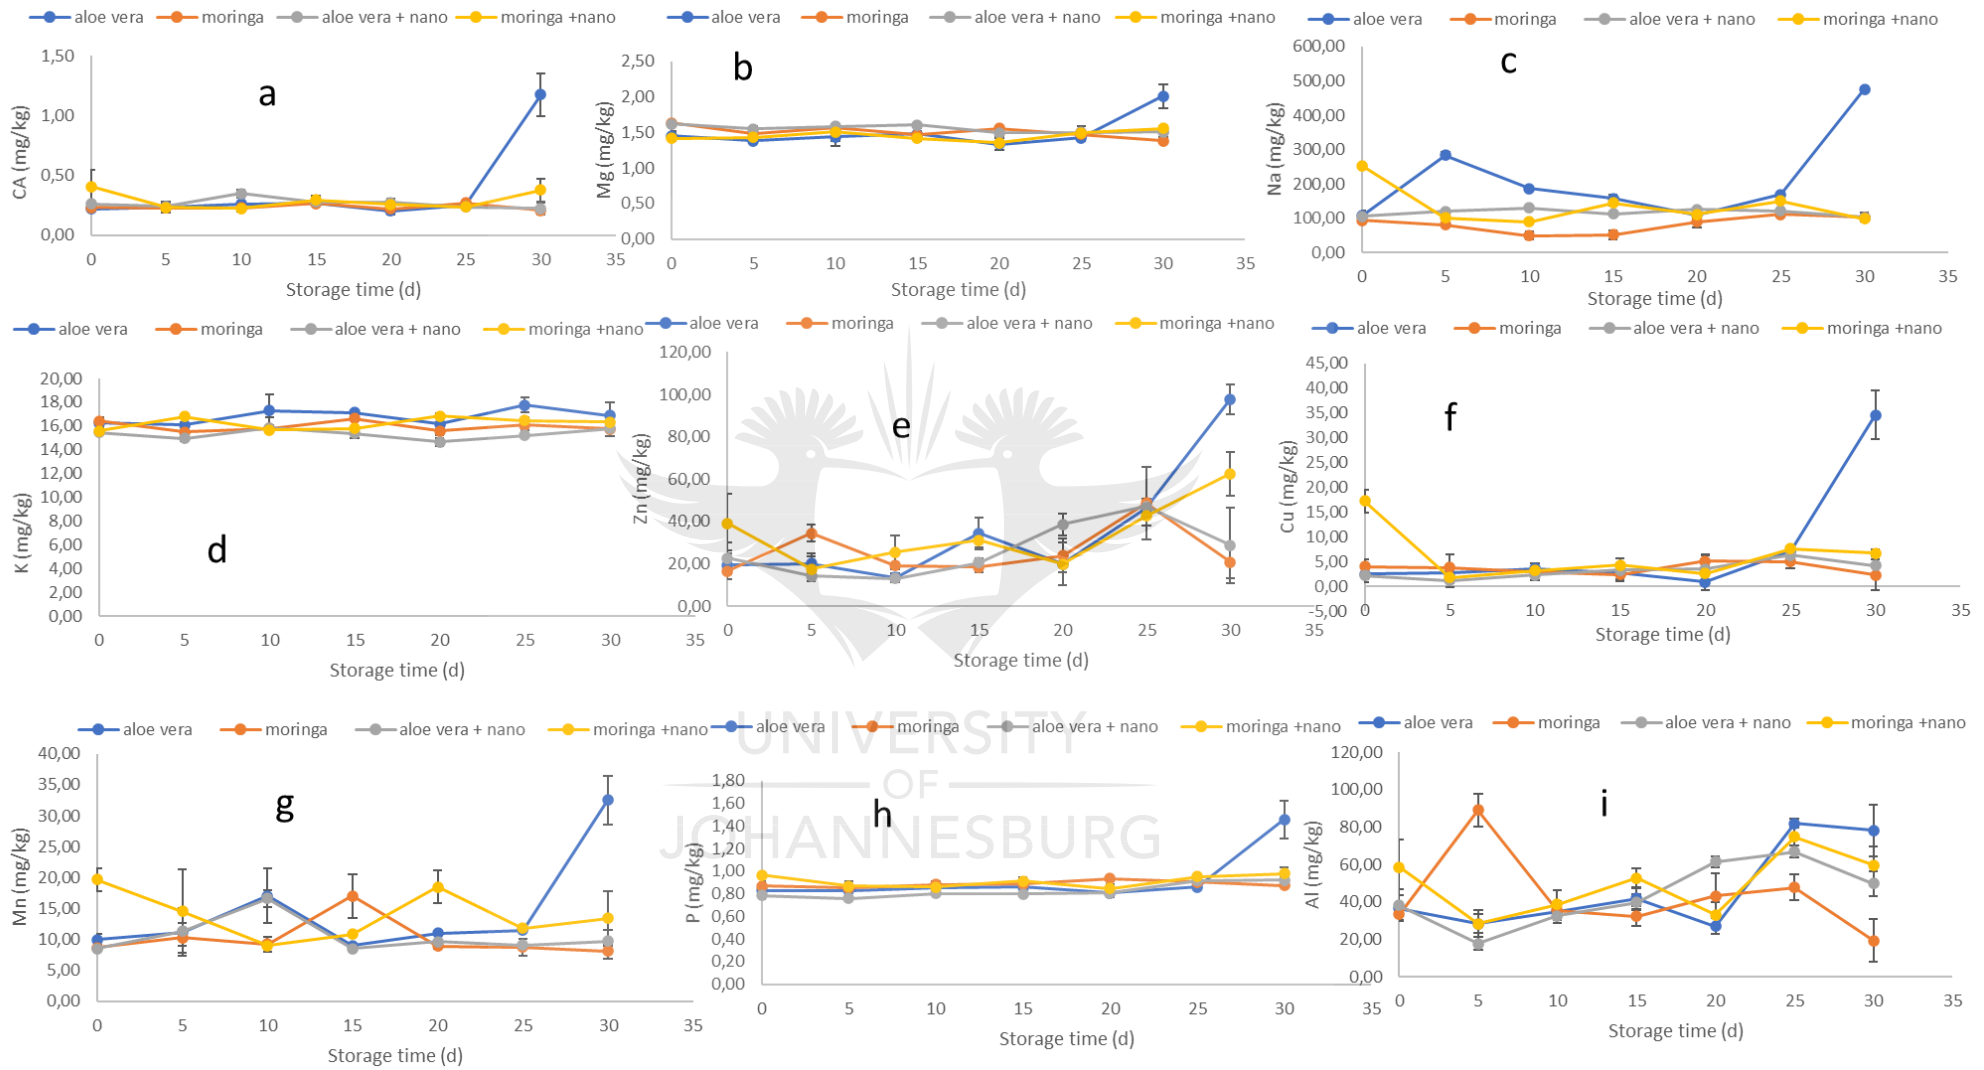 aloe vera moringa aloe vera + nano moringa +nano
a
CA (mg/kg)
1,50
1,00
0,50
0,00
0 5 10 15 20 25 30 35
Storage time (d)
aloe vera moringa aloe vera + nano moringa +nano
b
Mg (mg/kg)
2,50
2,00
1,50
1,00
0,50
0,00
0 5 10 15 20 25 30 35
Storage time (d)
aloe vera moringa aloe vera + nano moringa +nano
c
Na (mg/kg)
600,00
500,00
400,00
300,00
200,00
100,00
0,00
0 5 10 15 20 25 30 35
Storage time (d)
aloe vera moringa aloe vera + nano moringa +nano
d
K (mg/kg)
20,00
18,00
16,00
14,00
12,00
10,00
8,00
6,00
4,00
2,00
0,00
0 5 10 15 20 25 30 35
Storage time (d)
aloe vera moringa aloe vera + nano moringa +nano
e
Zn (mg/kg)
120,00
100,00
80,00
60,00
40,00
20,00
0,00
0 5 10 15 20 25 30 35
Storage time (d)
aloe vera moringa aloe vera + nano moringa +nano
f
Cu (mg/kg)
45,00
40,00
35,00
30,00
25,00
20,00
15,00
10,00
5,00
0,00
-5,00
0 5 10 15 20 25 30 35
Storage time (d)
aloe vera moringa aloe vera + nano moringa +nano
g
Mn (mg/kg)
40,00
35,00
30,00
25,00
20,00
15,00
10,00
5,00
0,00
0 5 10 15 20 25 30 35
Storage time (d)
aloe vera moringa aloe vera + nano moringa +nano
h
P (mg/kg)
1,80
1,60
1,40
1,20
1,00
0,80
0,60
0,40
0,20
0,00
0 5 10 15 20 25 30 35
Storage time (d)
aloe vera moringa aloe vera + nano moringa +nano
i
Al (mg/kg)
120,00
100,00
80,00
60,00
40,00
20,00
0,00
0 5 10 15 20 25 30 35
Storage time (d)
UNIVERSITY
OF
JOHANNESBURG